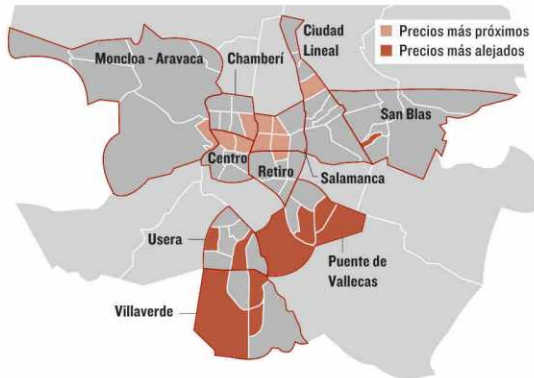 Ciudad
Lineal
Precios más próximos
Precios más alejados
Moncloa - Aravaca
Chamberí
San Blas
Centro
Retiro
Salamanca
Usera
Puente de
Vallecas
Villaverde